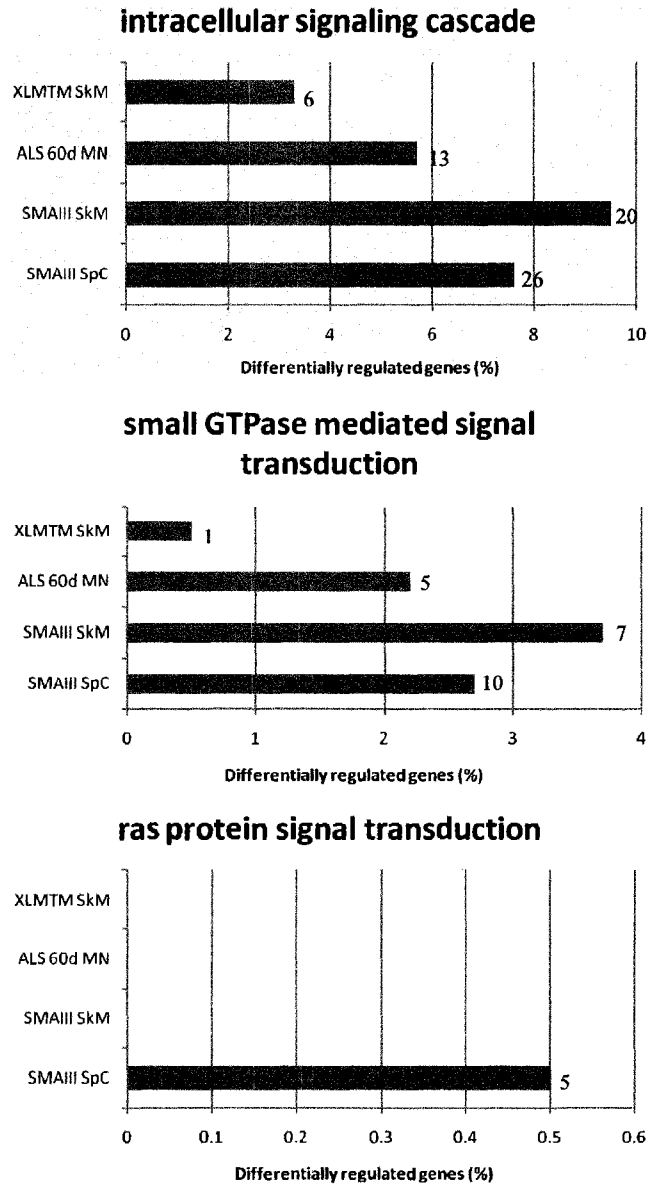 intracellular signaling cascade
XLMTM SkM
6
ALS 60d MN
13
SMAIII SkM
20
SMAIII SpC
26
0 2 4 6 8 10
Differentially regulated genes (%)
small GTPase mediated signal
transduction
XLMTM SkM
1
ALS 60d MN
5
SMAIII SkM
7
SMAIII SpC
10
0 1 2 3 4
Differentially regulated genes (%)
ras protein signal transduction
XLMTM SkM
ALS 60d MN
SMAIII SkM
SMAIII SpC
5
0 0.1 0.2 0.3 0.4 0.5 0.6
Differentially regulated genes (%)